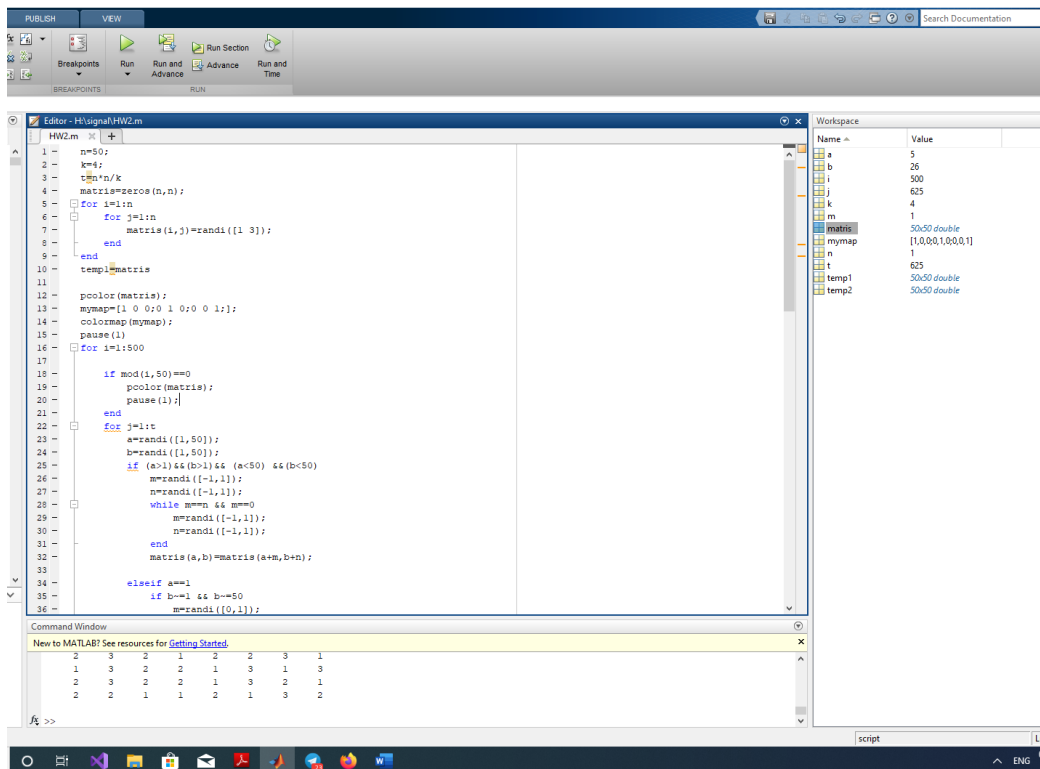 PUBLISH VIEW
Search Documentation
fx
Breakpoints Run Run and Advance Run Section Advance Run and Time
BREAKPOINTS RUN
Editor - H:\signal\HW2.m
HW2.m × +
1 - n=50;
2 - k=4;
3 - t=n*n/k
4 - matris=zeros(n,n);
5 - for i=1:n
6 - for j=1:n
7 - matris(i,j)=randi([1 3]);
8 - end
9 - end
10 - temp1=matris
11
12 - pcolor(matris);
13 - mymap=[1 0 0;0 1 0;0 0 1;];
14 - colormap(mymap);
15 - pause(1)
16 - for i=1:500
17
18 - if mod(i,50)==0
19 - pcolor(matris);
20 - pause(1);
21 - end
22 - for j=1:t
23 - a=randi([1,50]);
24 - b=randi([1,50]);
25 - if (a>1)&&(b>1)&& (a<50) &&(b<50)
26 - m=randi([-1,1]);
27 - n=randi([-1,1]);
28 - while m==n && m==0
29 - m=randi([-1,1]);
30 - n=randi([-1,1]);
31 - end
32 - matris(a,b)=matris(a+m,b+n);
33
34 - elseif a==1
35 - if b~=1 && b~=50
36 - m=randi([0,1]);
Workspace
Name Value
a 5
b 26
i 500
j 625
k 4
m 1
matris 50x50 double
mymap [1,0,0;0,1,0;0,0,1]
n 1
t 625
temp1 50x50 double
temp2 50x50 double
Command Window
New to MATLAB? See resources for Getting Started.
2 3 2 1 2 2 3 1
1 3 2 2 1 3 1 3
2 3 2 2 1 3 2 1
2 2 1 1 2 1 3 2
fx >>
script L
ENG